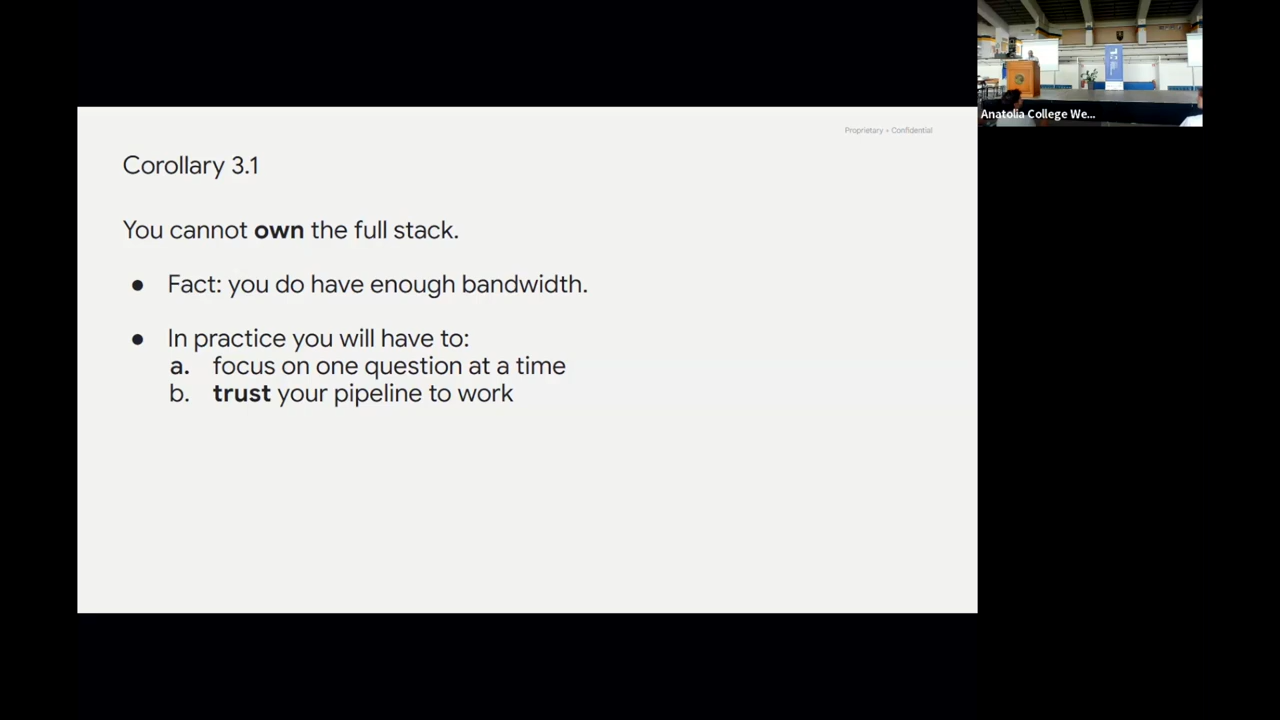 Proprietary + Confidential
Corollary 3.1
You cannot own the full stack.
● Fact: you do have enough bandwidth.
● In practice you will have to:
a. focus on one question at a time
b. trust your pipeline to work
Anatolia College We...